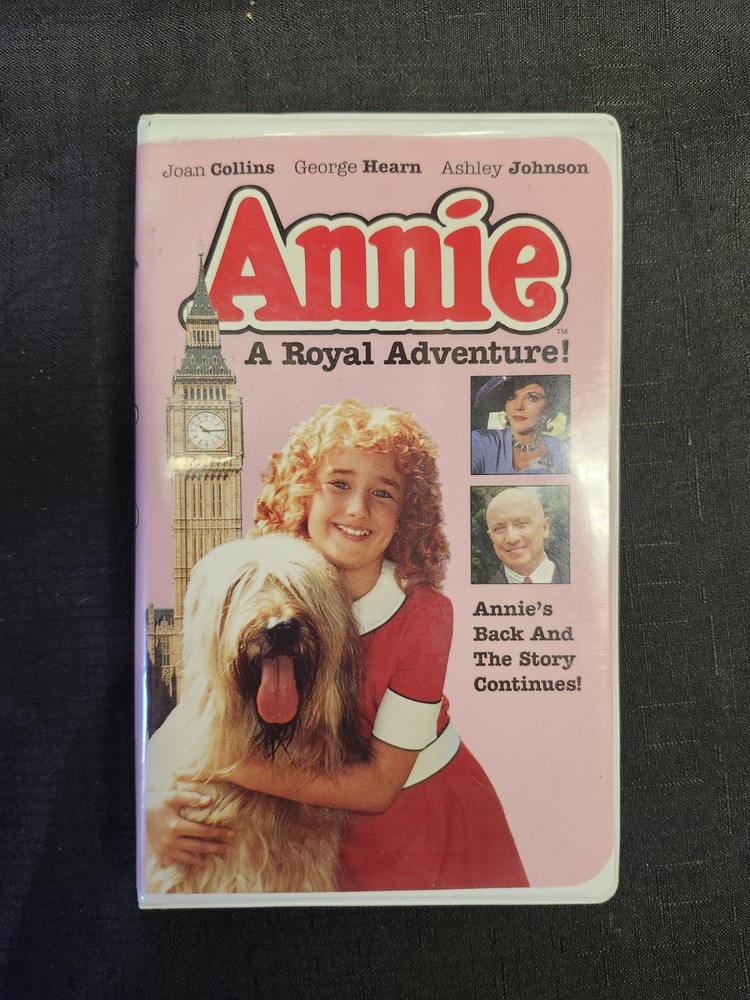 Joan Collins George Hearn Ashley Johnson
Annie
TM
A Royal Adventure!
Annie's
Back And
The Story
Continues!